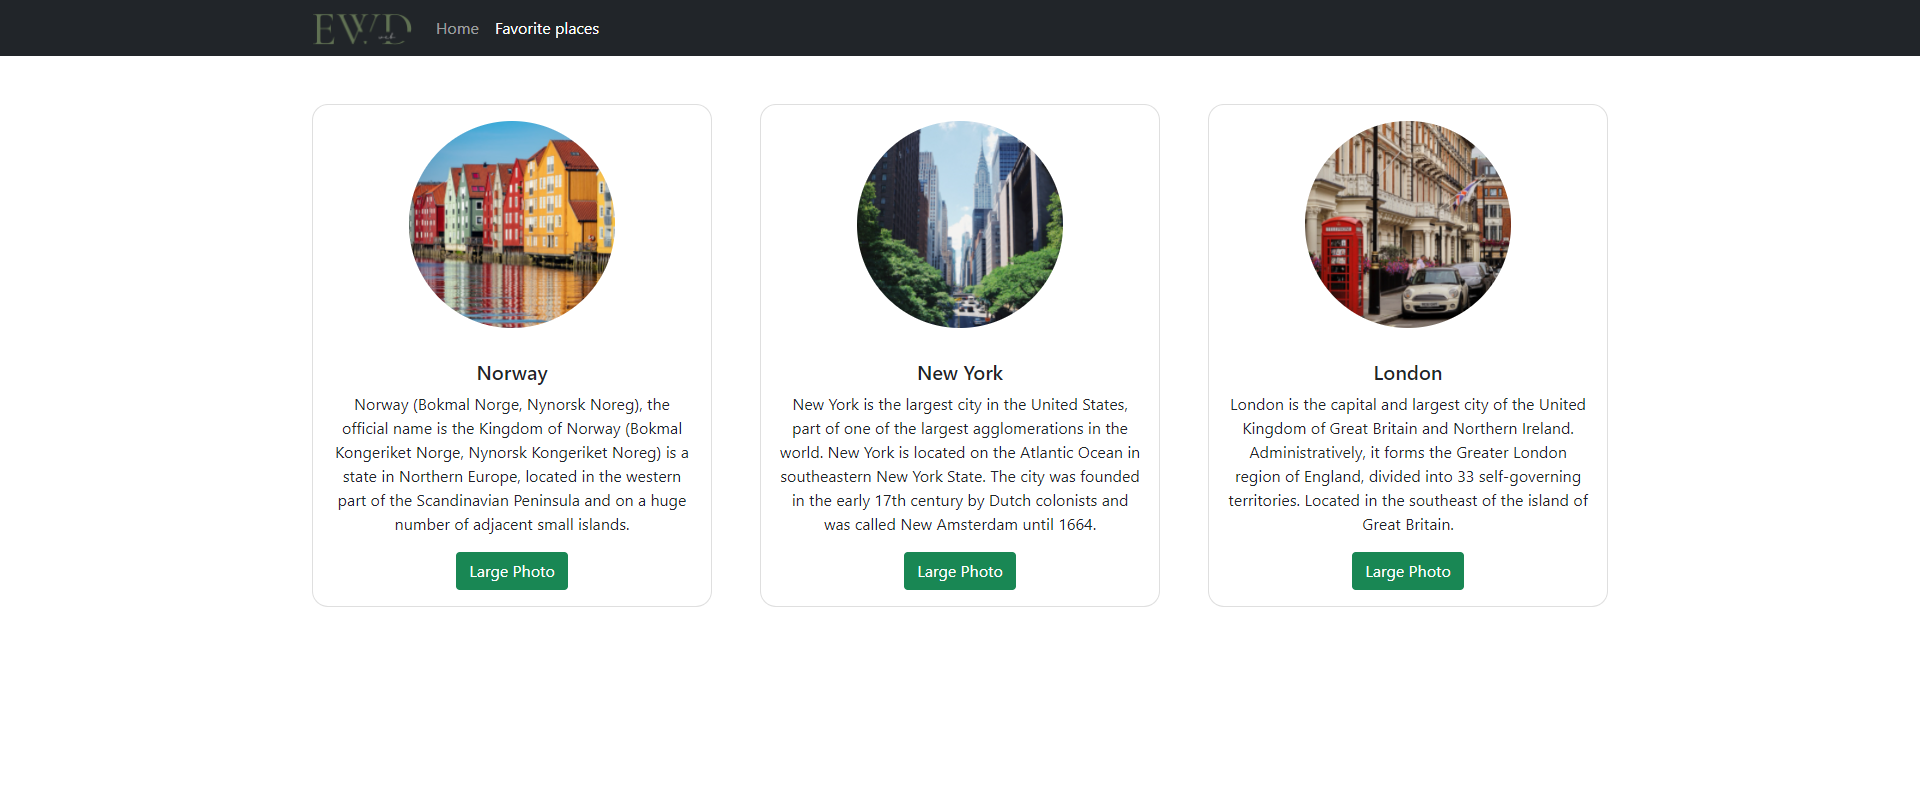 EWD
Home
Favorite places
Norway
Norway (Bokmal Norge, Nynorsk Noreg), the
official name is the Kingdom of Norway (Bokmal
Kongeriket Norge, Nynorsk Kongeriket Noreg) is a
state in Northern Europe, located in the western
part of the Scandinavian Peninsula and on a huge
number of adjacent small islands.
Large Photo
New York
New York is the largest city in the United States,
part of one of the largest agglomerations in the
world. New York is located on the Atlantic Ocean in
southeastern New York State. The city was founded
in the early 17th century by Dutch colonists and
was called New Amsterdam until 1664.
Large Photo
London
London is the capital and largest city of the United
Kingdom of Great Britain and Northern Ireland.
Administratively, it forms the Greater London
region of England, divided into 33 self-governing
territories. Located in the southeast of the island of
Great Britain.
Large Photo